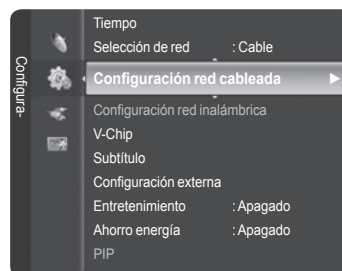 Configura-
Tiempo
Selección de red : Cable
Configuración red cableada
Configuración red inalámbrica
V-Chip
Subtítulo
Configuración externa
Entretenimiento : Apagado
Ahorro energía : Apagado
PIP